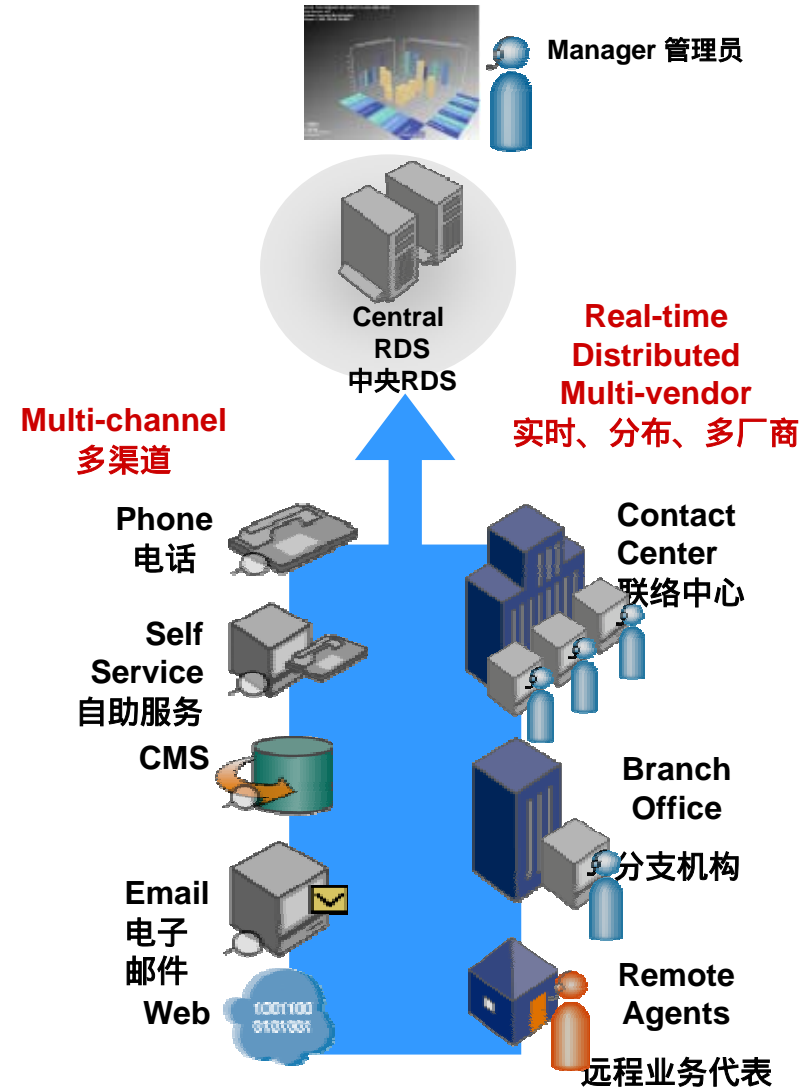 Manager 管理员
Central
RDS
中央RDS
Real-time
Distributed
Multi-vendor
实时、分布、多厂商
Multi-channel
多渠道
Phone
电话
Self
Service
自助服务
CMS
Email
电子
邮件
Web
1001100
0101001
Contact
Center
联络中心
Branch
Office
分支机构
Remote
Agents
远程业务代表